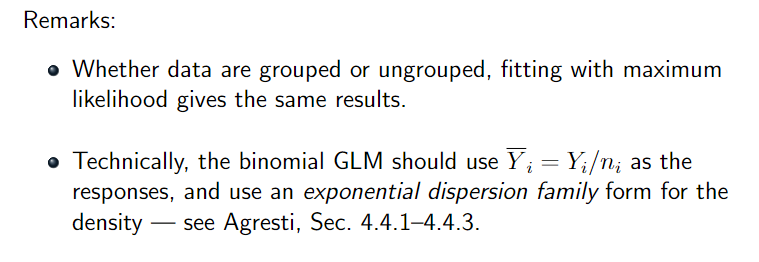 Remarks:
• Whether data are grouped or ungrouped, fitting with maximum
likelihood gives the same results.
• Technically, the binomial GLM should use $\overline{Y}_i = Y_i/n_i$ as the
responses, and use an exponential dispersion family form for the
density — see Agresti, Sec. 4.4.1–4.4.3.